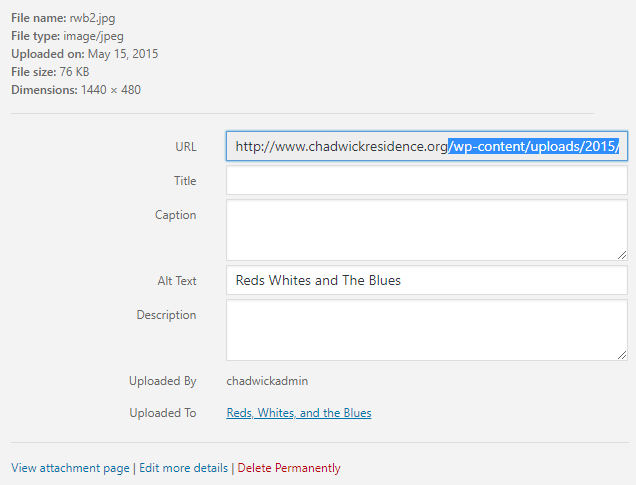 File name: rwb2.jpg
File type: image/jpeg
Uploaded on: May 15, 2015
File size: 76 KB
Dimensions: 1440 × 480
URL http://www.chadwickresidence.org/wp-content/uploads/2015/
Title
Caption
Alt Text Reds Whites and The Blues
Description
Uploaded By chadwickadmin
Uploaded To Reds, Whites, and the Blues
View attachment page | Edit more details | Delete Permanently